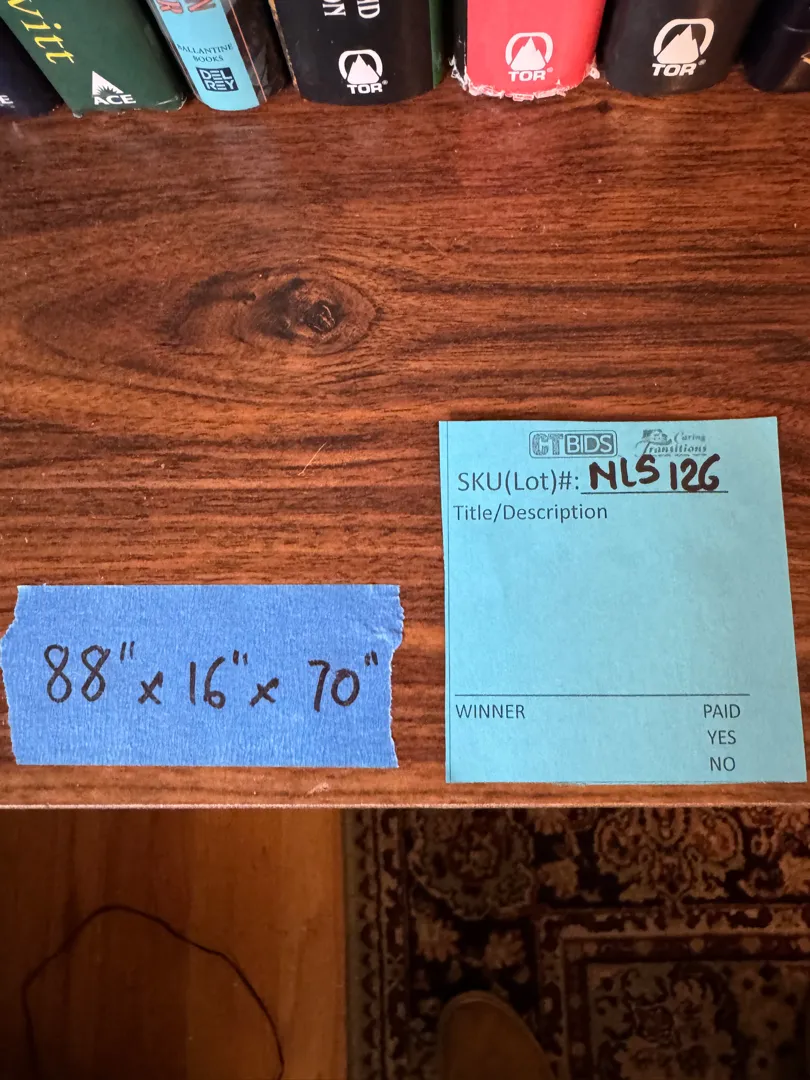 vitt
ACE
BALLANTINE
BOOKS
DEL
REY
TOR
TOR
TOR
CTBIDS
Caring
Transitions
SKU(Lot)#: NLS 126
Title/Description
88" x 16" x 70"
WINNER
PAID
YES
NO